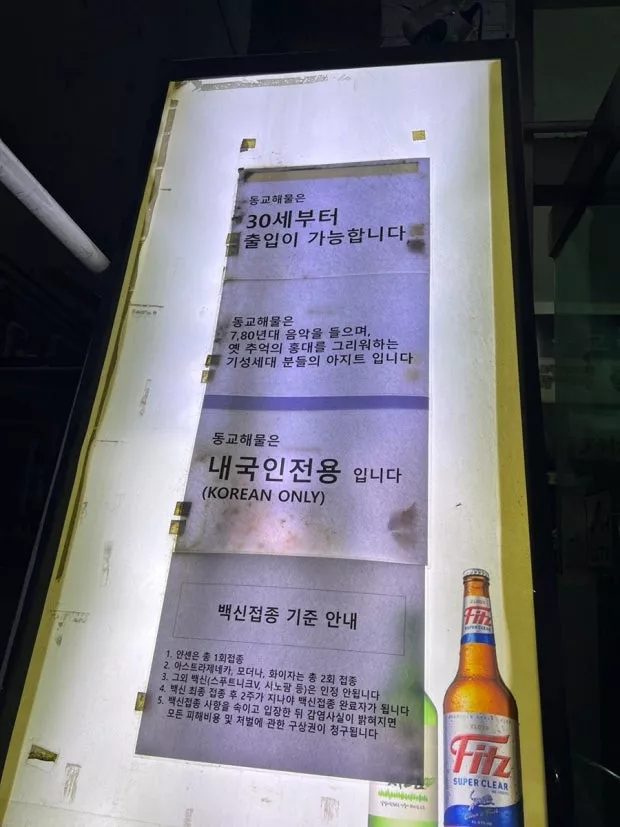 동교해물은
30세부터
출입이 가능합니다
동교해물은
7,80년대 음악을 들으며,
옛 추억의 홍대를 그리워하는
기성세대 분들의 아지트 입니다
동교해물은
내국인전용 입니다
(KOREAN ONLY)
백신접종 기준 안내
1. 얀센은 총 1회접종
2. 아스트라제네카, 모더나, 화이자는 총 2회 접종
3. 그외 백신(스푸트니크V, 시노팜 등)은 인정 안됩니다
4. 백신 최종 접종 후 2주가 지나야 백신접종 완료자가 됩니다
5. 백신접종 사항을 속이고 입장한 뒤 감염사실이 밝혀지면
모든 피해비용 및 처벌에 관한 구상권이 청구됩니다
Fitz
SUPER CLEAR
Fitz
SUPER CLEAR